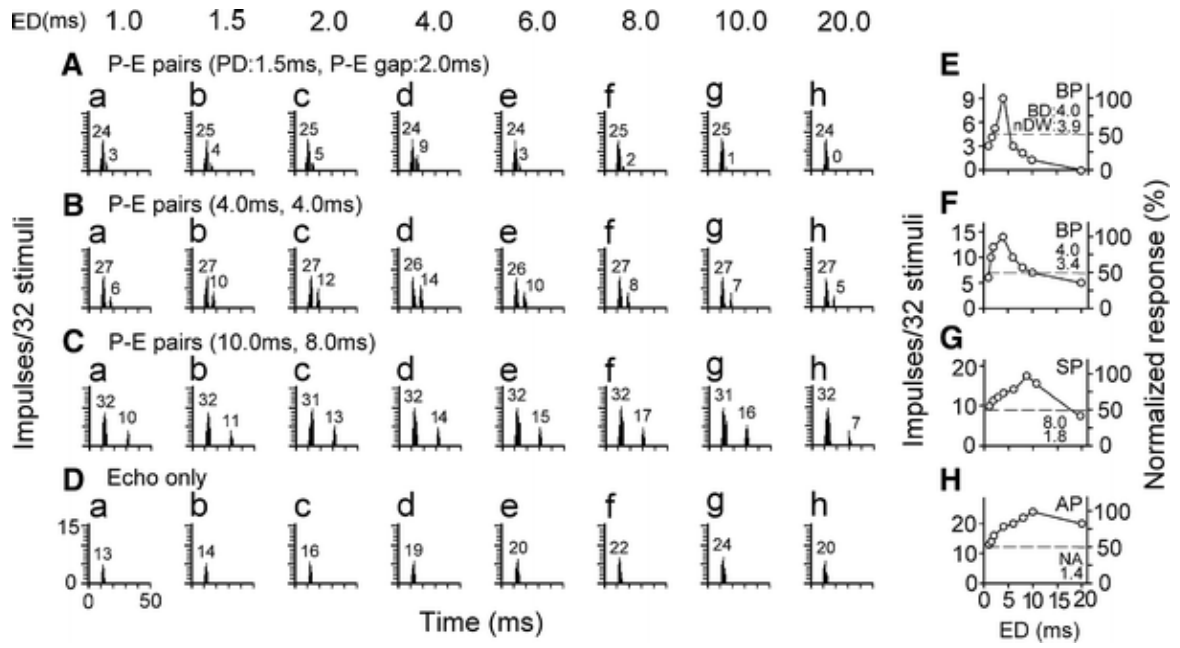 ED(ms) 1.0 1.5 2.0 4.0 6.0 8.0 10.0 20.0
A P-E pairs (PD:1.5ms, P-E gap:2.0ms)
a b c d e f g h
24 3 25 4 25 5 24 9 24 3 25 2 25 1 24 0
B P-E pairs (4.0ms, 4.0ms)
a b c d e f g h
27 6 27 10 27 12 26 14 26 10 27 8 27 7 27 5
C P-E pairs (10.0ms, 8.0ms)
a b c d e f g h
32 10 32 11 31 13 32 14 32 15 32 17 31 16 32 7
D Echo only
a b c d e f g h
13 14 16 19 20 22 24 20
15
0
0 50
Time (ms)
Impulses/32 stimuli
E
BP
BD:4.0
nDW:3.9
9
6
3
0
100
50
0
F
BP
4.0
3.4
15
10
5
0
100
50
0
G
SP
8.0
1.8
20
10
0
100
50
0
H
AP
NA
1.4
20
10
0
100
50
0
0 5 10 15 20
ED (ms)
Impulses/32 stimuli
Normalized response (%)